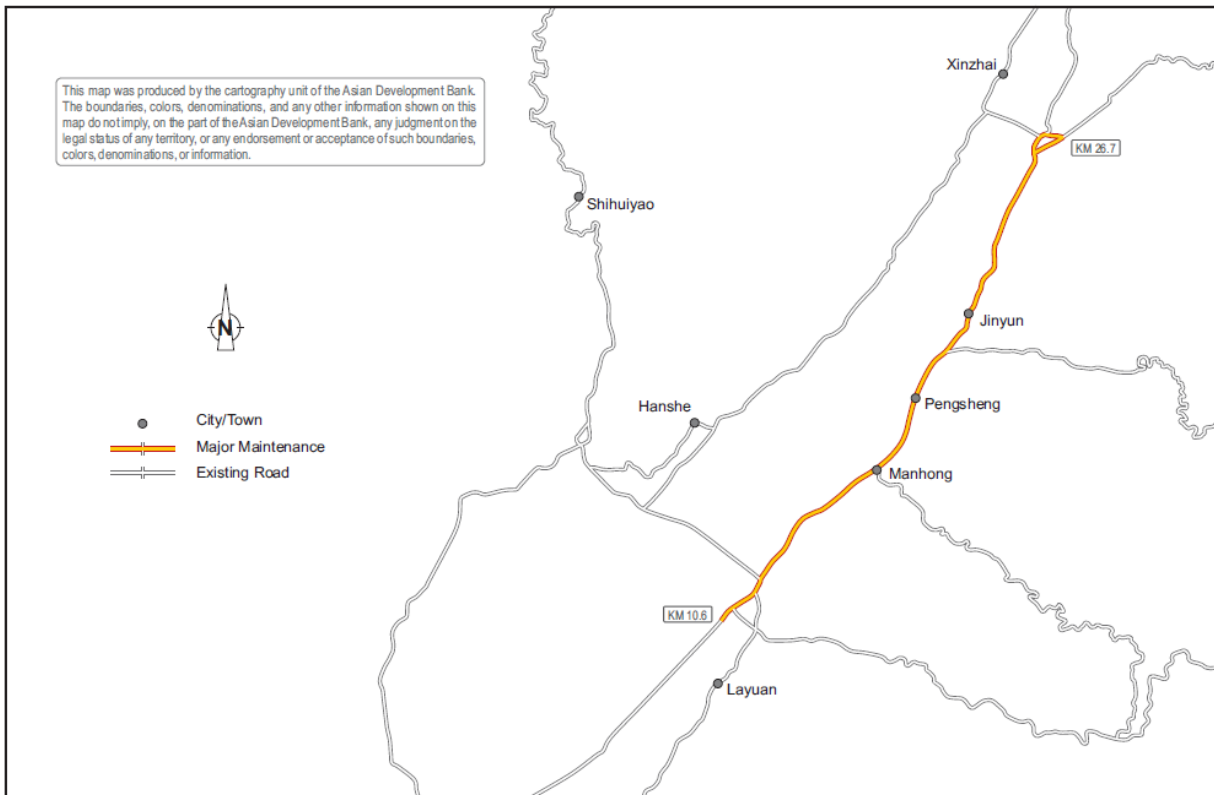 This map was produced by the cartography unit of the Asian Development Bank.
The boundaries, colors, denominations, and any other information shown on this
map do not imply, on the part of the Asian Development Bank, any judgment on the
legal status of any territory, or any endorsement or acceptance of such boundaries,
colors, denominations, or information.
Xinzhai
KM 26.7
Shihuiyao
N
Jinyun
Hanshe
Pengsheng
City/Town
Major Maintenance
Existing Road
Manhong
KM 10.6
Layuan